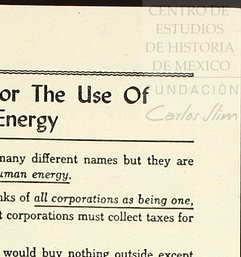 CENTRO DE
ESTUDIOS
DE HISTORIA
DE MEXICO
FUNDACIÓN
Carlos Slim
or The Use Of
Energy
many different names but they are
uman energy.
nks of all corporations as being one,
t corporations must collect taxes for
would buy nothing outside except